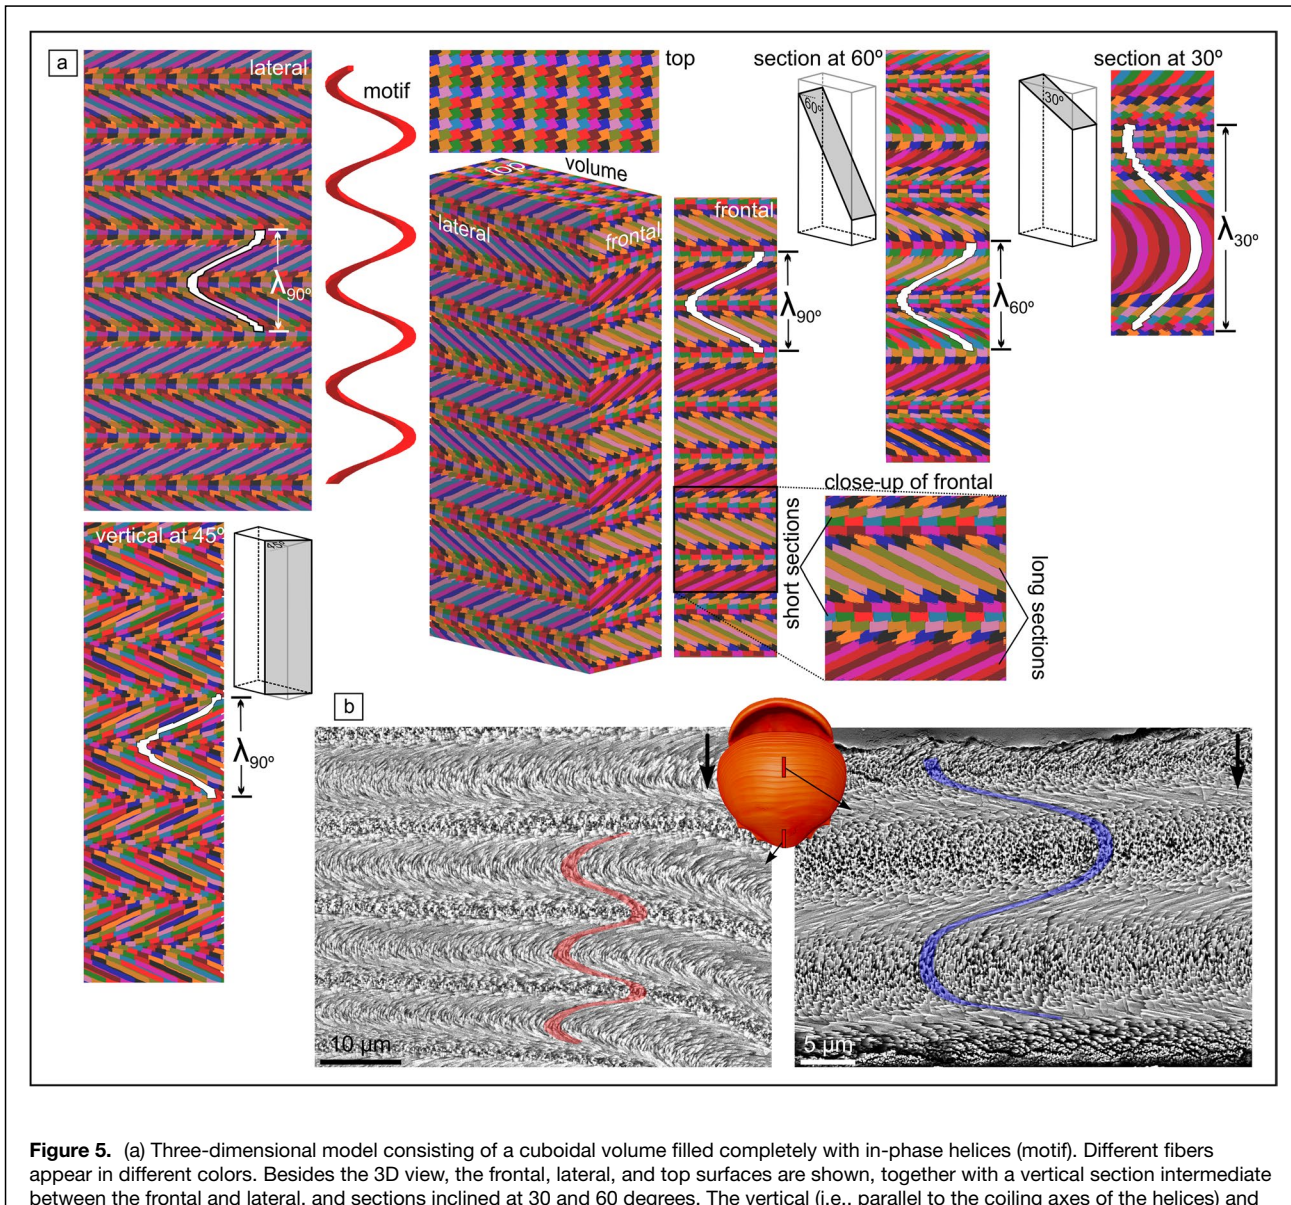 a
lateral
motif
top
volume
top
lateral
frontal
frontal
section at 60º
60º
30º
section at 30º
λ90º
λ90º
λ60º
λ30º
vertical at 45º
45º
λ90º
close-up of frontal
short sections
long sections
b
10 µm
5 µm
Figure 5. (a) Three-dimensional model consisting of a cuboidal volume filled completely with in-phase helices (motif). Different fibers
appear in different colors. Besides the 3D view, the frontal, lateral, and top surfaces are shown, together with a vertical section intermediate
between the frontal and lateral, and sections inclined at 30 and 60 degrees. The vertical (i.e., parallel to the coiling axes of the helices) and